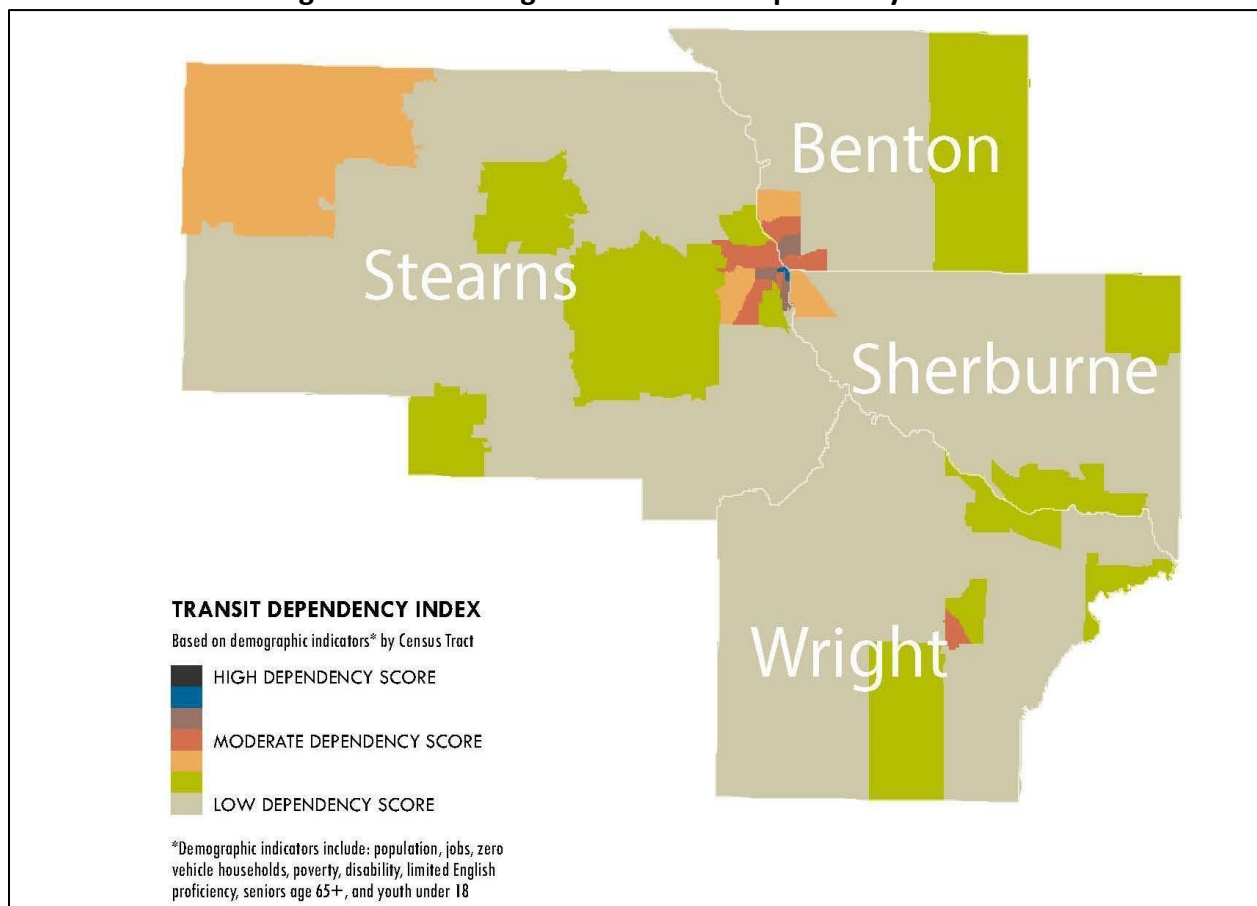 Benton
Stearns
Sherburne
Wright
TRANSIT DEPENDENCY INDEX
Based on demographic indicators* by Census Tract
HIGH DEPENDENCY SCORE
MODERATE DEPENDENCY SCORE
LOW DEPENDENCY SCORE
*Demographic indicators include: population, jobs, zero
vehicle households, poverty, disability, limited English
proficiency, seniors age 65+, and youth under 18